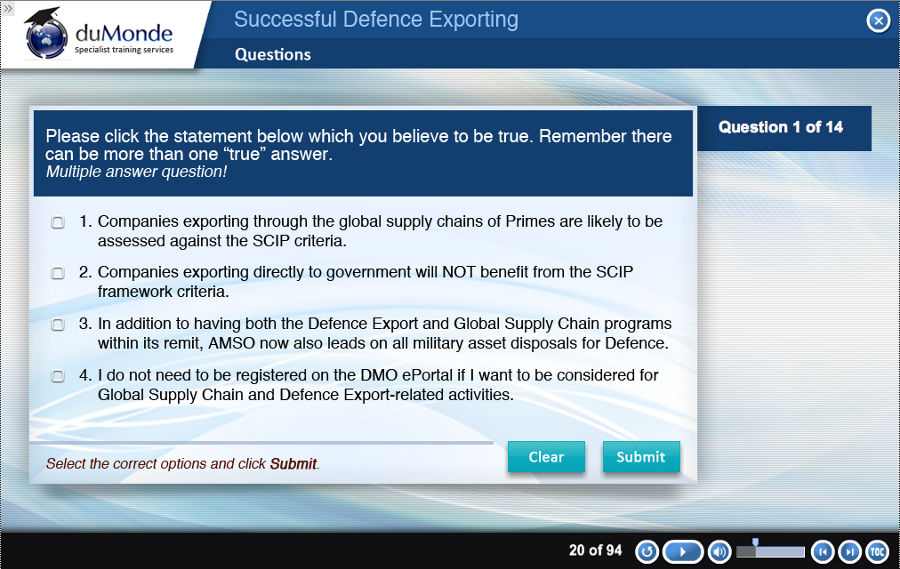 »
duMonde
Specialist training services
Successful Defence Exporting
Questions
Question 1 of 14
Please click the statement below which you believe to be true. Remember there
can be more than one “true” answer.
Multiple answer question!
1. Companies exporting through the global supply chains of Primes are likely to be
assessed against the SCIP criteria.
2. Companies exporting directly to government will NOT benefit from the SCIP
framework criteria.
3. In addition to having both the Defence Export and Global Supply Chain programs
within its remit, AMSO now also leads on all military asset disposals for Defence.
4. I do not need to be registered on the DMO ePortal if I want to be considered for
Global Supply Chain and Defence Export-related activities.
Select the correct options and click Submit.
Clear
Submit
20 of 94
TOC